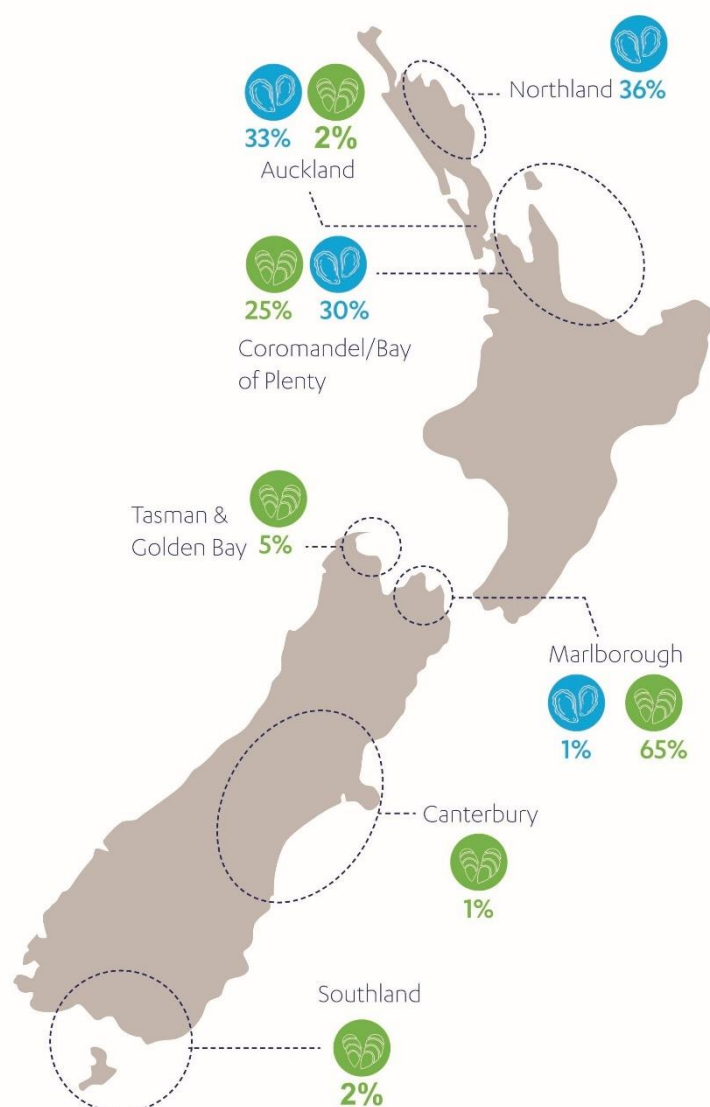 Northland 36%
33% 2%
Auckland
25% 30%
Coromandel/Bay
of Plenty
Tasman &
Golden Bay 5%
Marlborough
1% 65%
Canterbury
1%
Southland
2%